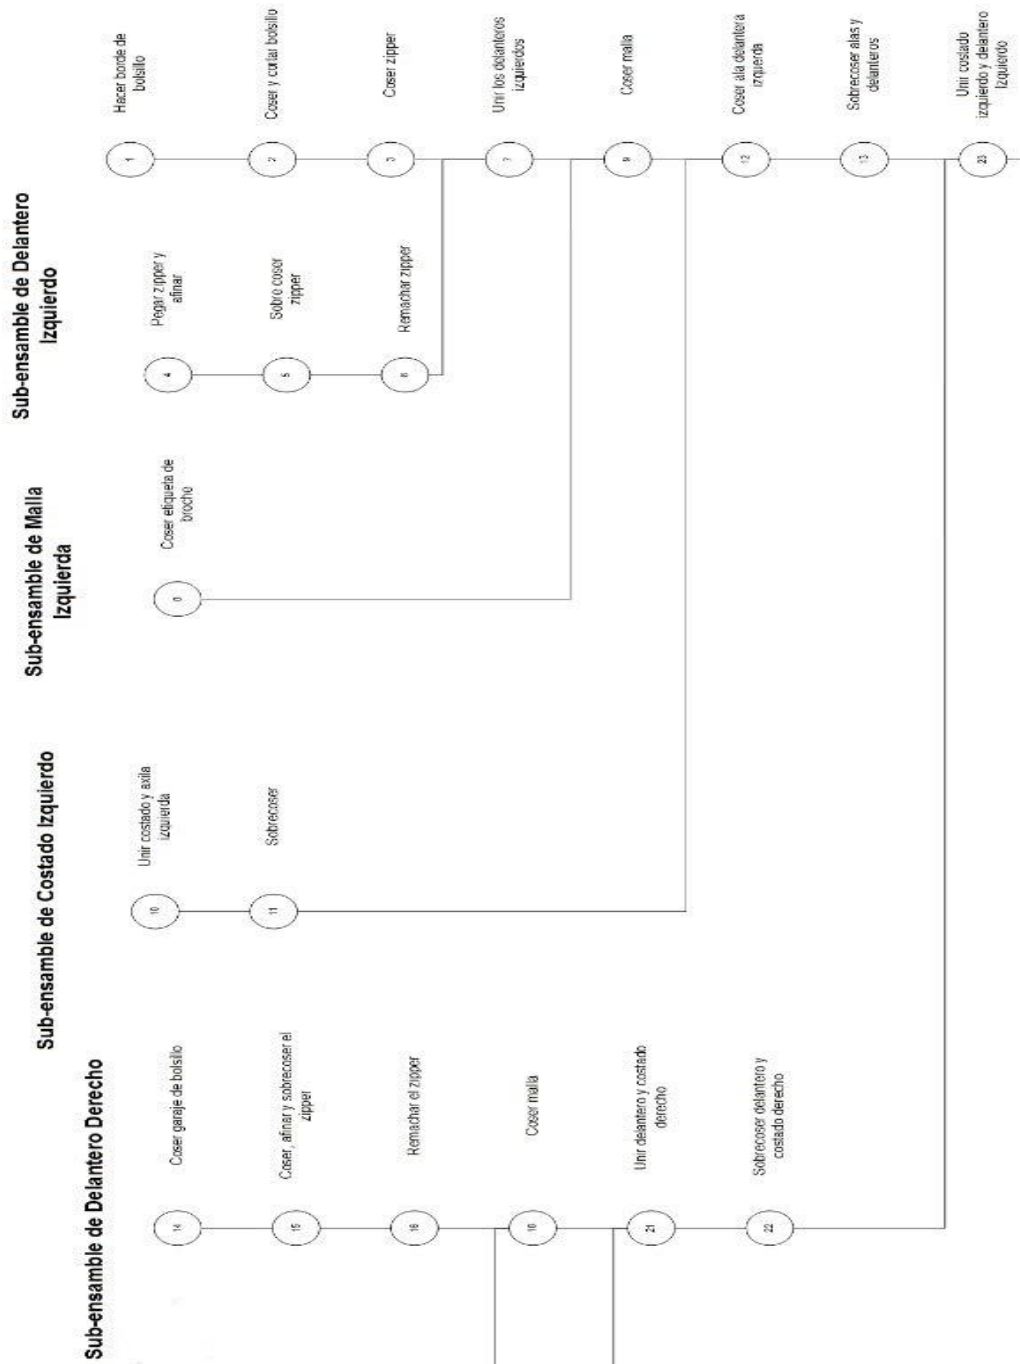 Sub-ensamble de Delantero
Izquierdo
Hacer borde de
bolsillo
1
Coser y cortar bolsillo
2
Coser zipper
3
Unir los delanteros
izquierdos
7
Coser malla
9
Coser ala delantera
izquierda
12
Sobrecoser alas y
delanteros
13
Unir costado
izquierdo y delantero
Izquierdo
23
Pegar zipper y
afinar
4
Sobre coser
zipper
5
Remachar zipper
6
Sub-ensamble de Malla
Izquierda
Coser etiqueta de
broche
Sub-ensamble de Costado Izquierdo
Unir costado y axila
izquierda
10
Sobrecoser
11
Sub-ensamble de Delantero Derecho
Coser garaje de bolsillo
14
Coser, afinar y sobrecoser el
zipper
15
Remachar el zipper
16
Coser malla
Unir delantero y costado
derecho
21
Sobrecoser delantero y
costado derecho
22